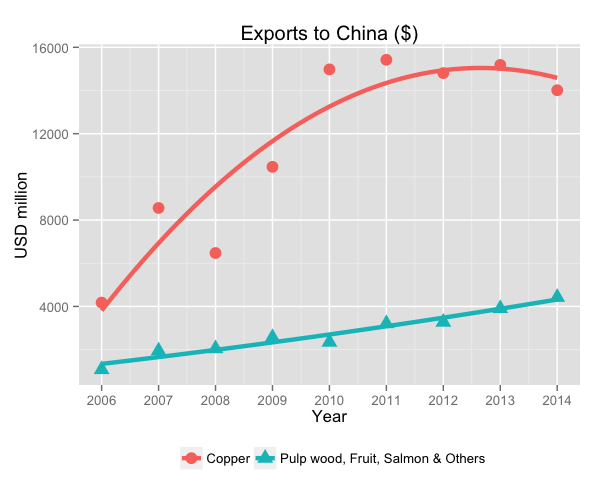 Exports to China ($)
16000
12000
8000
4000
USD million
2006 2007 2008 2009 2010 2011 2012 2013 2014
Year
Copper Pulp wood, Fruit, Salmon & Others